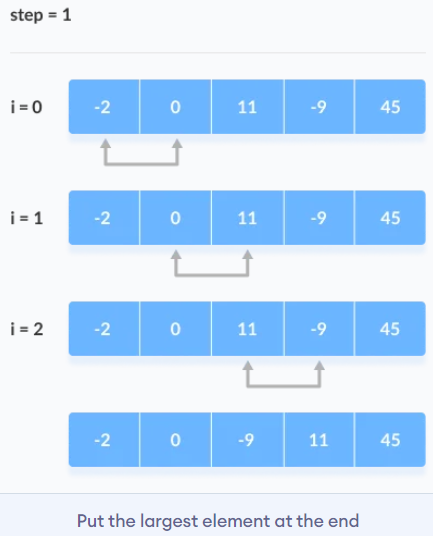 step = 1
i = 0 -2 0 11 -9 45
i = 1 -2 0 11 -9 45
i = 2 -2 0 11 -9 45
-2 0 -9 11 45
Put the largest element at the end